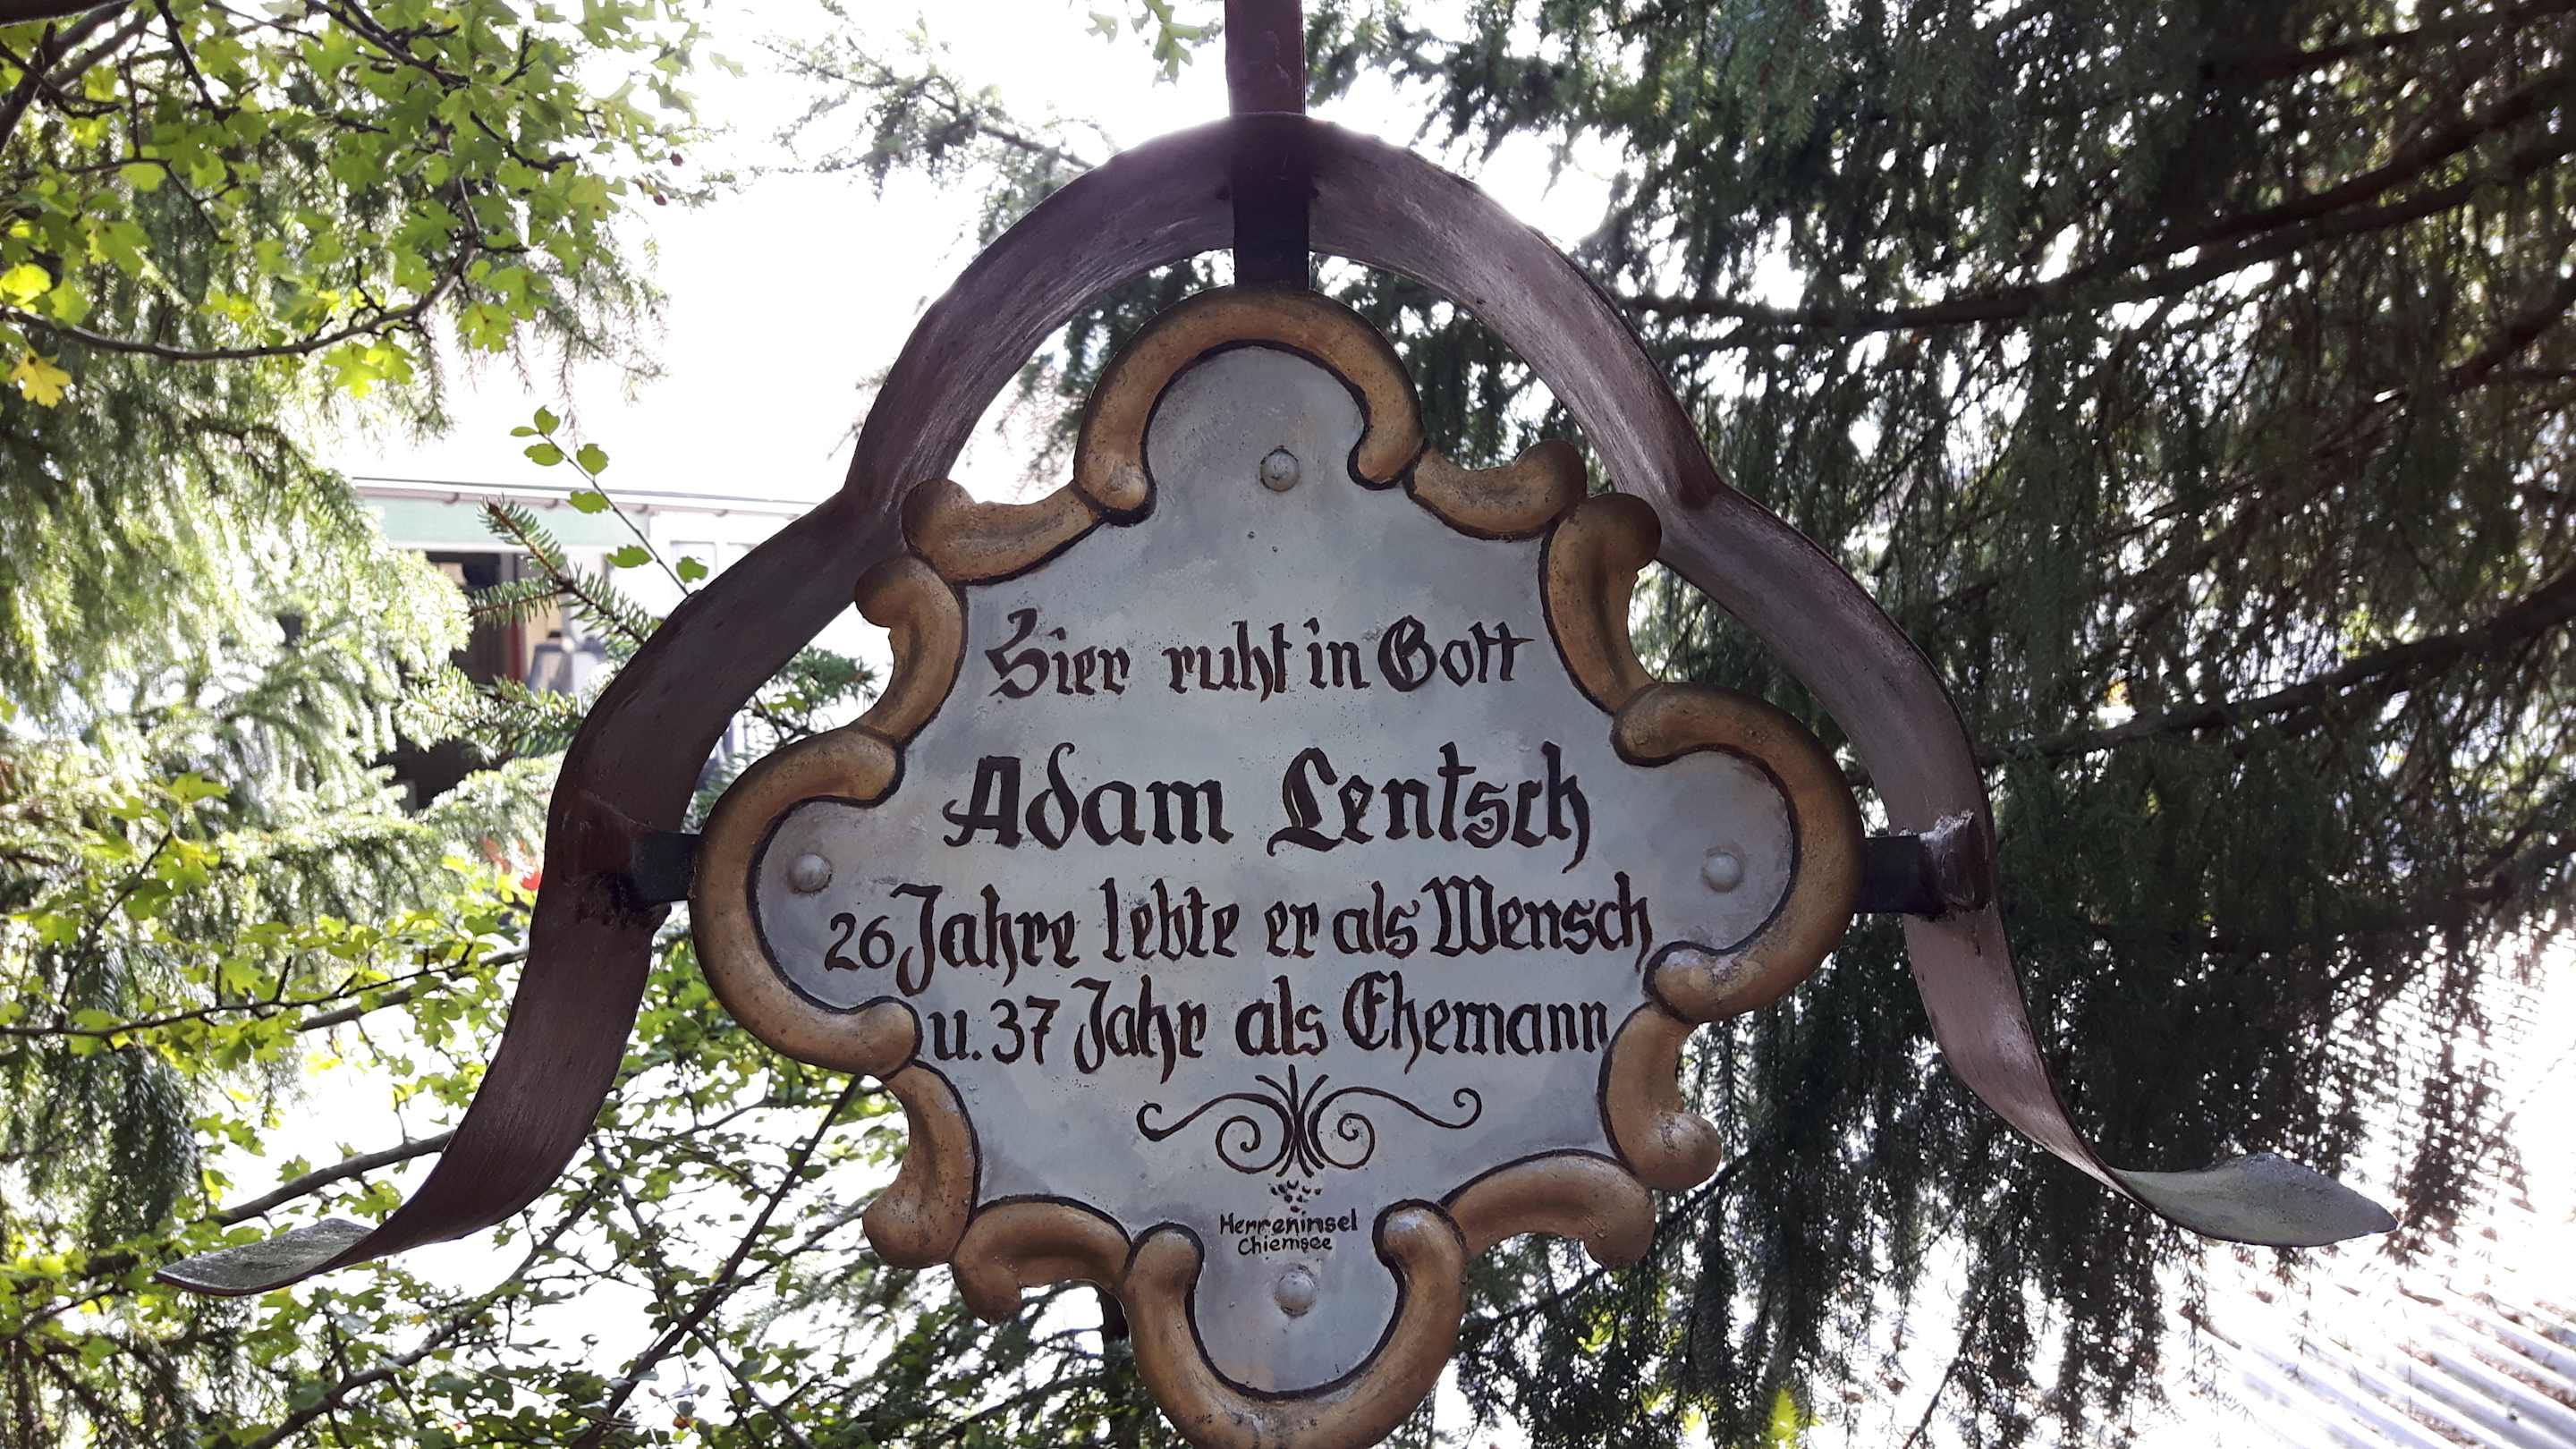 Hier ruht in Gott
Adam Lentsch
26 Jahre lebte er als Mensch
u. 37 Jahr als Ehemann
Herreninsel
Chiemsee